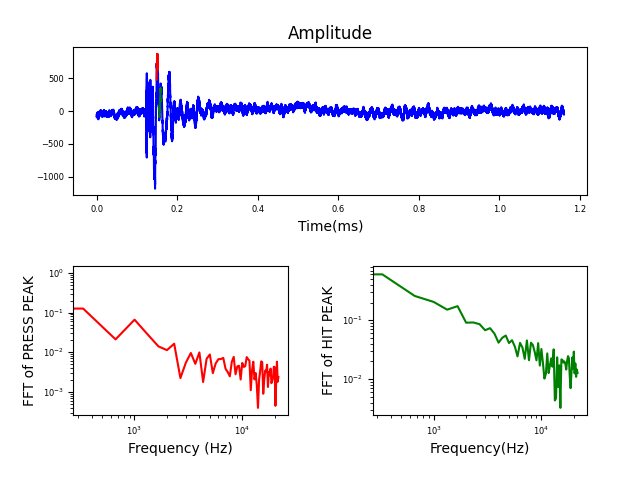 Amplitude
500
0
−500
−1000
0.0 0.2 0.4 0.6 0.8 1.0 1.2
Time(ms)
FFT of PRESS PEAK
10⁰
10⁻¹
10⁻²
10⁻³
10³ 10⁴
Frequency (Hz)
FFT of HIT PEAK
10⁻¹
10⁻²
10³ 10⁴
Frequency(Hz)